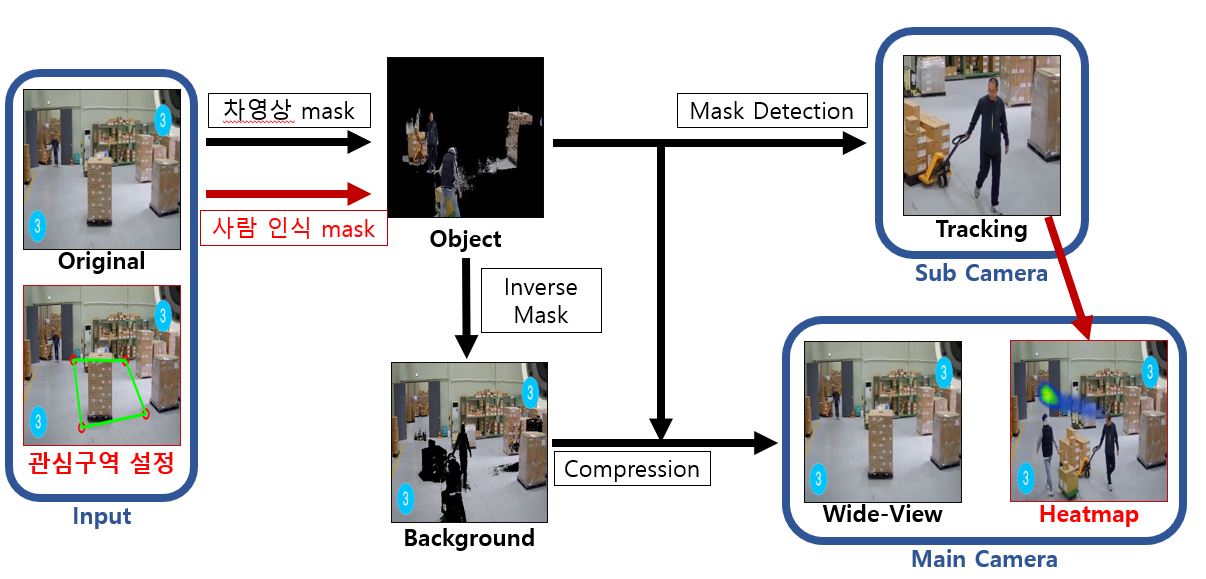 3
3
Original
3
3
관심구역 설정
Input
차영상 mask
사람 인식 mask
Object
Inverse
Mask
3
3
Background
Mask Detection
Compression
Tracking
Sub Camera
3
3
Wide-View
3
3
Heatmap
Main Camera